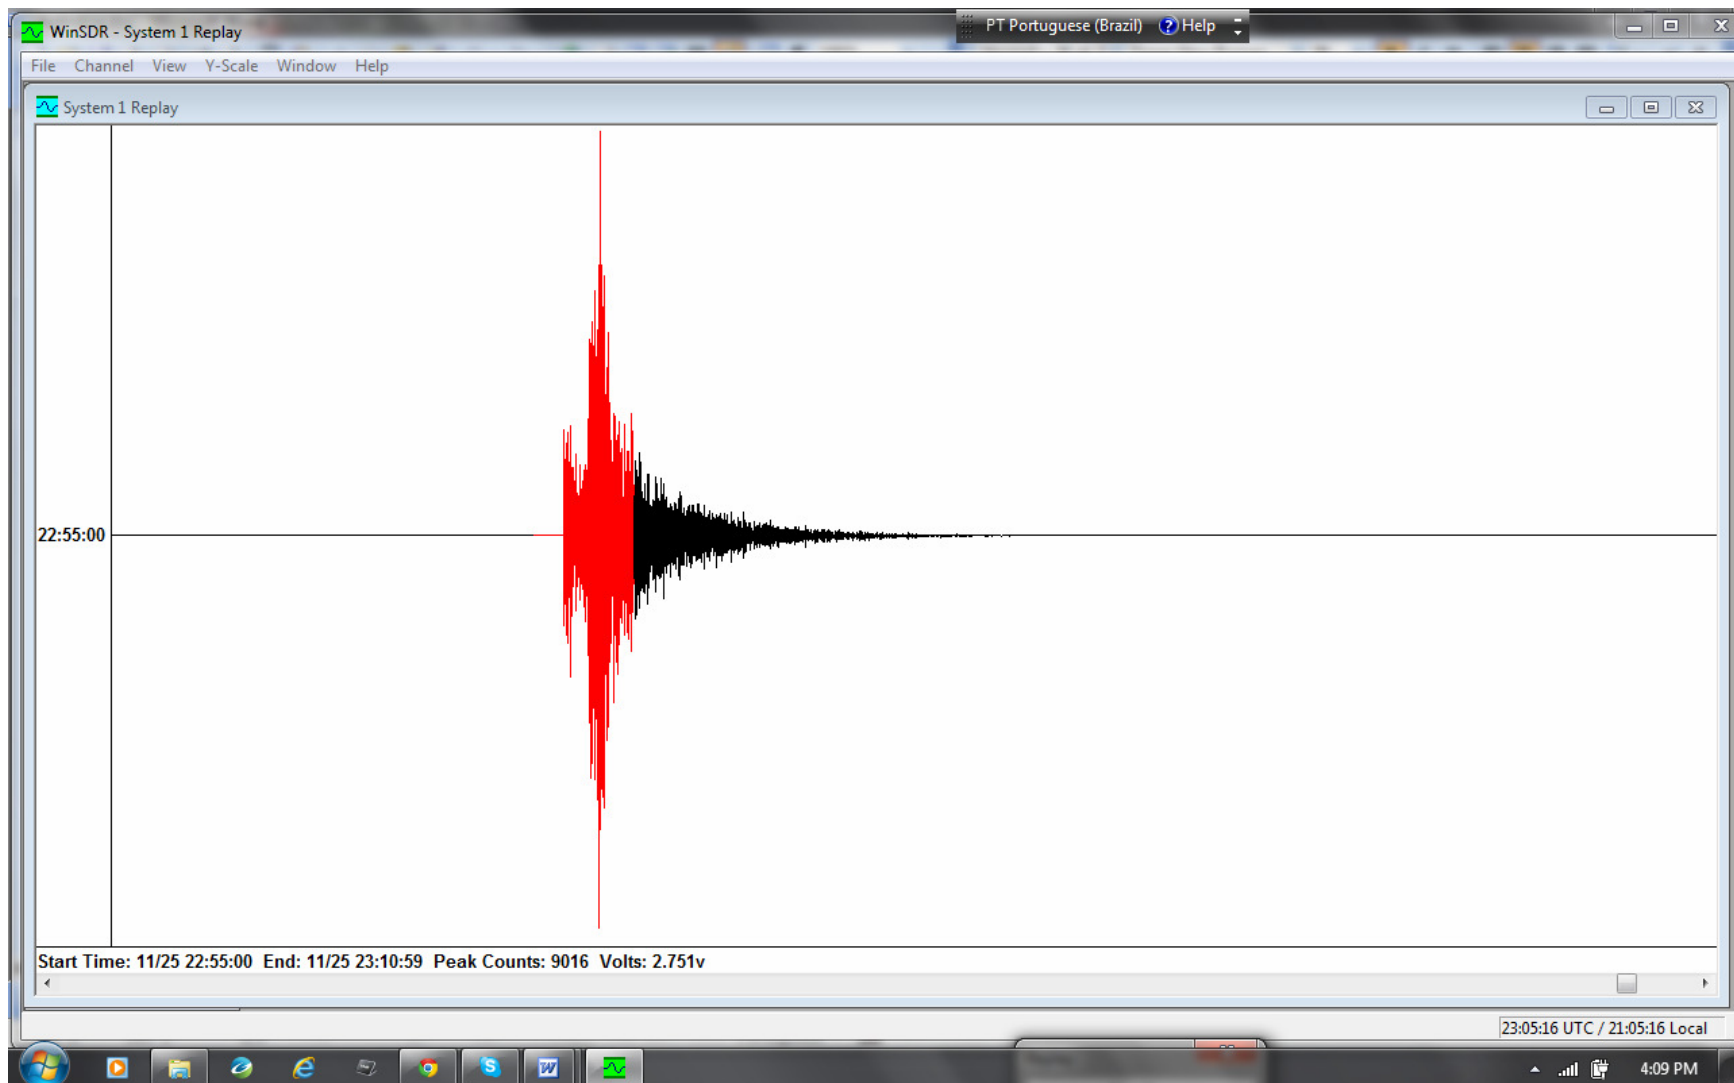 WinSDR - System 1 Replay
PT Portuguese (Brazil) Help
File Channel View Y-Scale Window Help
System 1 Replay
22:55:00
Start Time: 11/25 22:55:00 End: 11/25 23:10:59 Peak Counts: 9016 Volts: 2.751v
23:05:16 UTC / 21:05:16 Local
4:09 PM